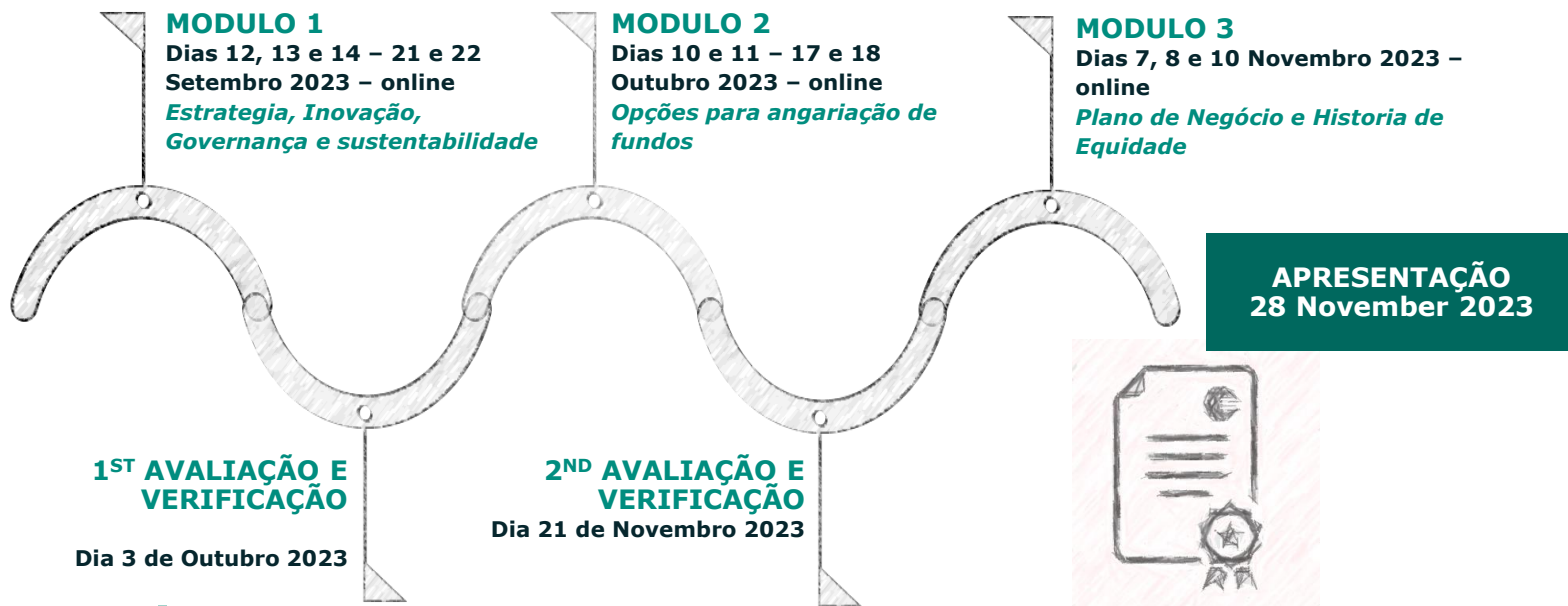 MODULO 1
Dias 12, 13 e 14 – 21 e 22
Setembro 2023 – online
Estrategia, Inovação,
Governança e sustentabilidade
MODULO 2
Dias 10 e 11 – 17 e 18
Outubro 2023 – online
Opções para angariação de
fundos
MODULO 3
Dias 7, 8 e 10 Novembro 2023 –
online
Plano de Negócio e Historia de
Equidade
APRESENTAÇÃO
28 November 2023
1ST AVALIAÇÃO E
VERIFICAÇÃO
Dia 3 de Outubro 2023
2ND AVALIAÇÃO E
VERIFICAÇÃO
Dia 21 de Novembro 2023